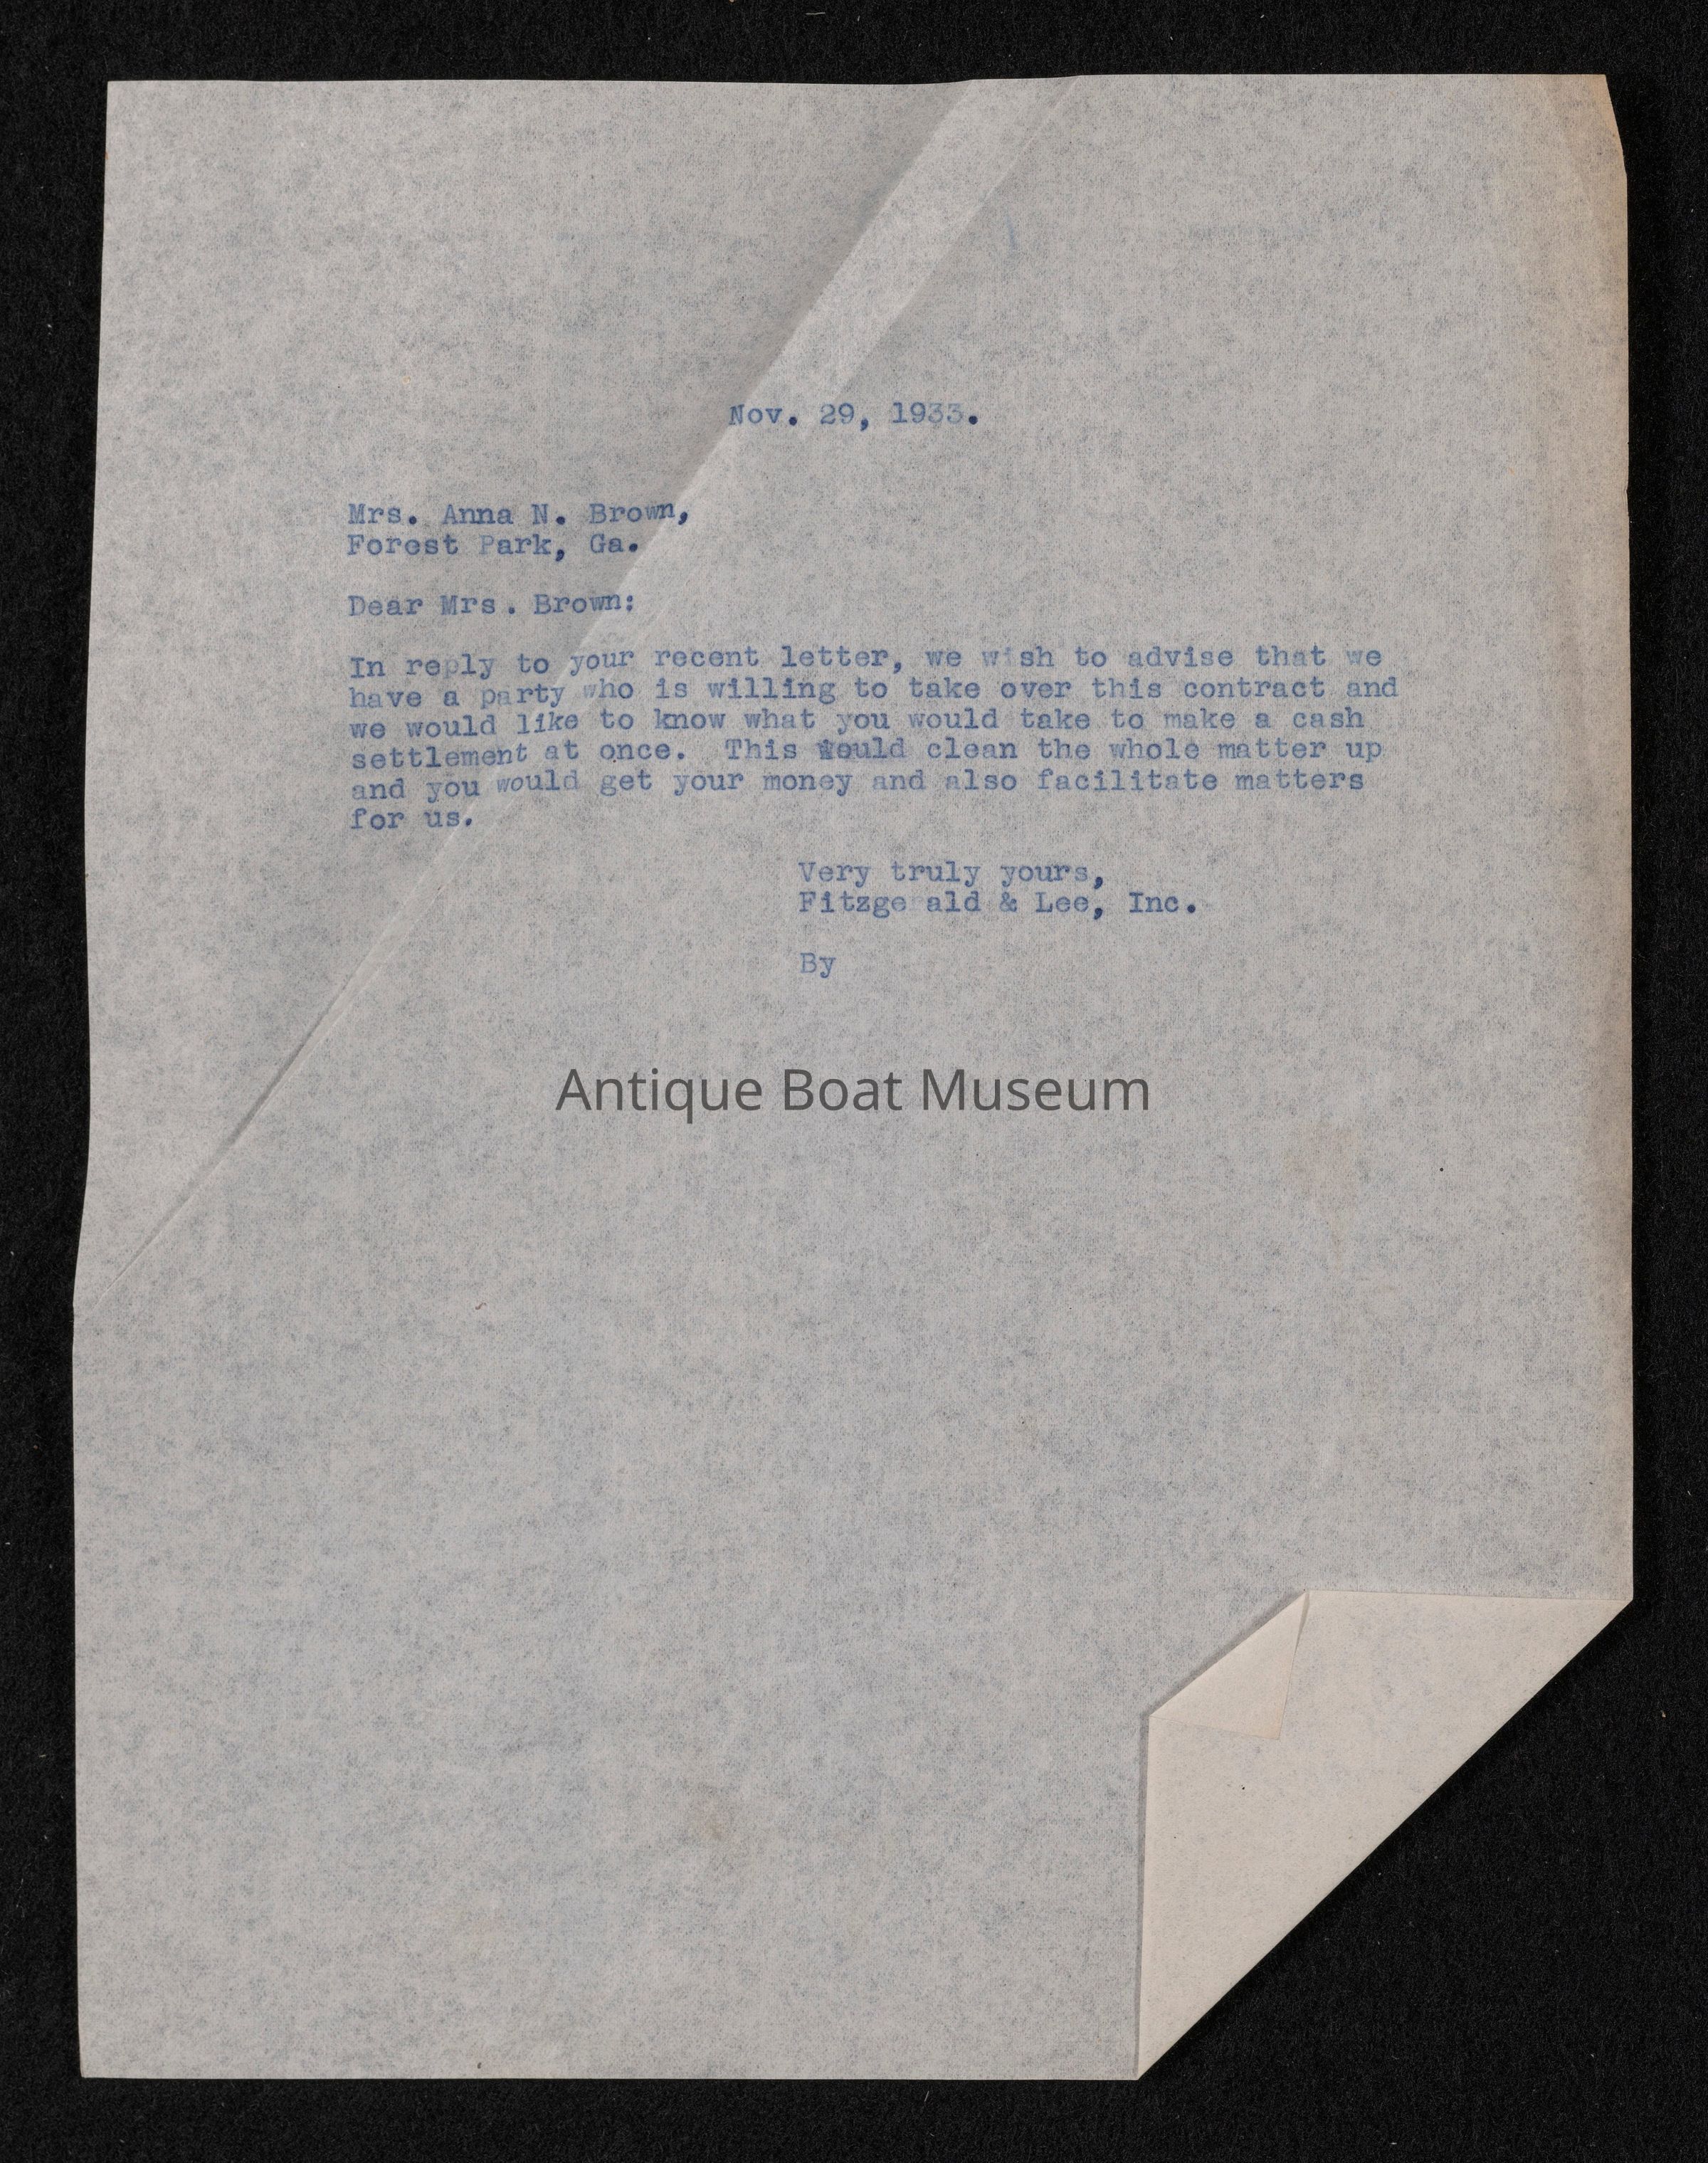 Nov. 29, 1933.
Mrs. Anna N. Brown,
Forest Park, Ga.
Dear Mrs. Brown:
In reply to your recent letter, we wish to advise that we
have a party who is willing to take over this contract and
we would like to know what you would take to make a cash
settlement at once. This would clean the whole matter up
and you would get your money and also facilitate matters
for us.
Very truly yours,
Fitzge ald & Lee, Inc.
By
Antique Boat Museum